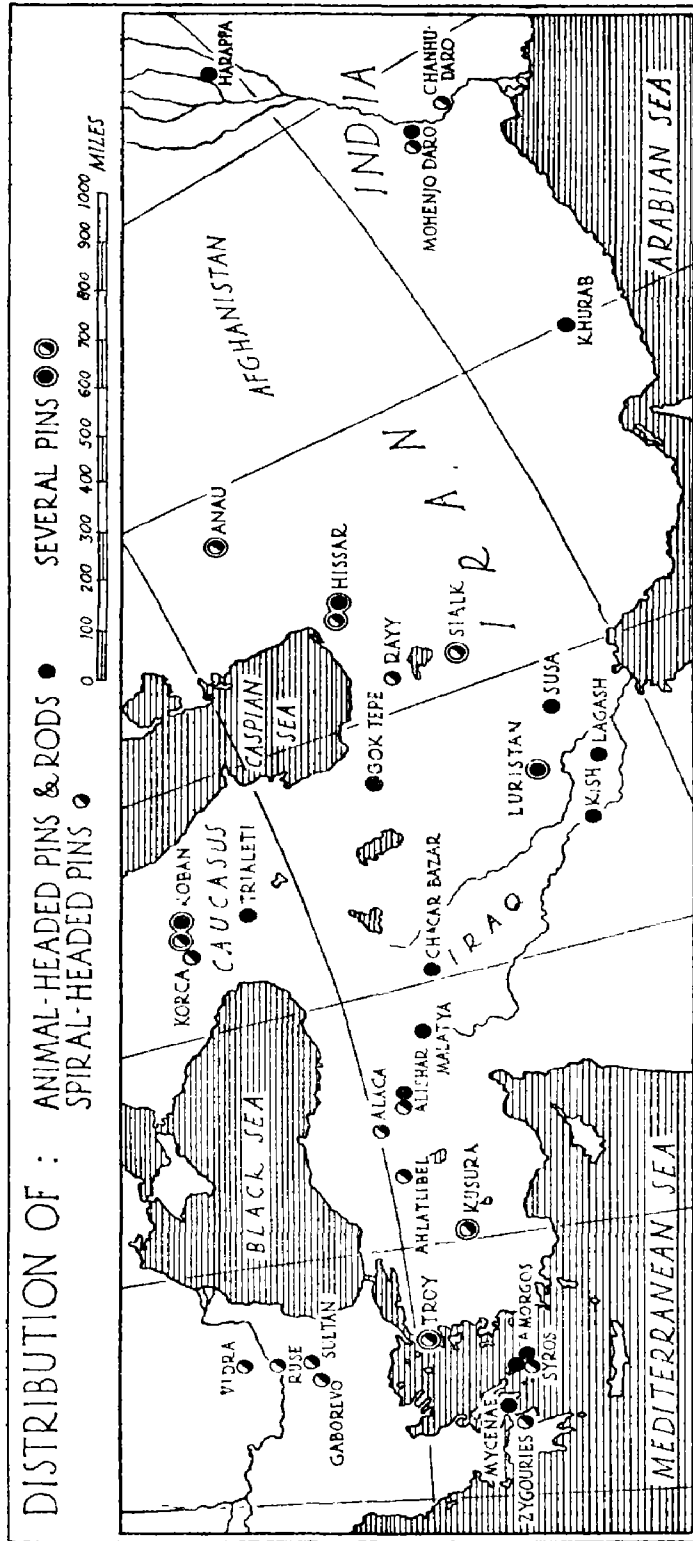 DISTRIBUTION OF :
ANIMAL-HEADED PINS & RODS
SPIRAL-HEADED PINS
SEVERAL PINS
0 100 200 300 400 500 600 700 800 900 1000
MILES
VIDRA
RUSE
SULTAN
GABOREVO
BLACK SEA
KORCA
KOBAN
CAUCASUS
TRIALETI
CASPIAN
SEA
ANAU
HISSAR
AFGHANISTAN
HARAPPA
INDIA
MOHENJO DARO
CHANHU-
DARO
TROY
AHLATLIBEL
ALACA
ALISHAR
KUSURA
MALATYA
CHAGAR BAZAR
GOK TEPE
RAYY
SIALK
IRAN
IRAQ
LURISTAN
SUSA
KISH
LAGASH
KHURAB
MYCENAE
ZYGOURIES
AMORGOS
SYROS
MEDITERRANEAN SEA
ARABIAN SEA